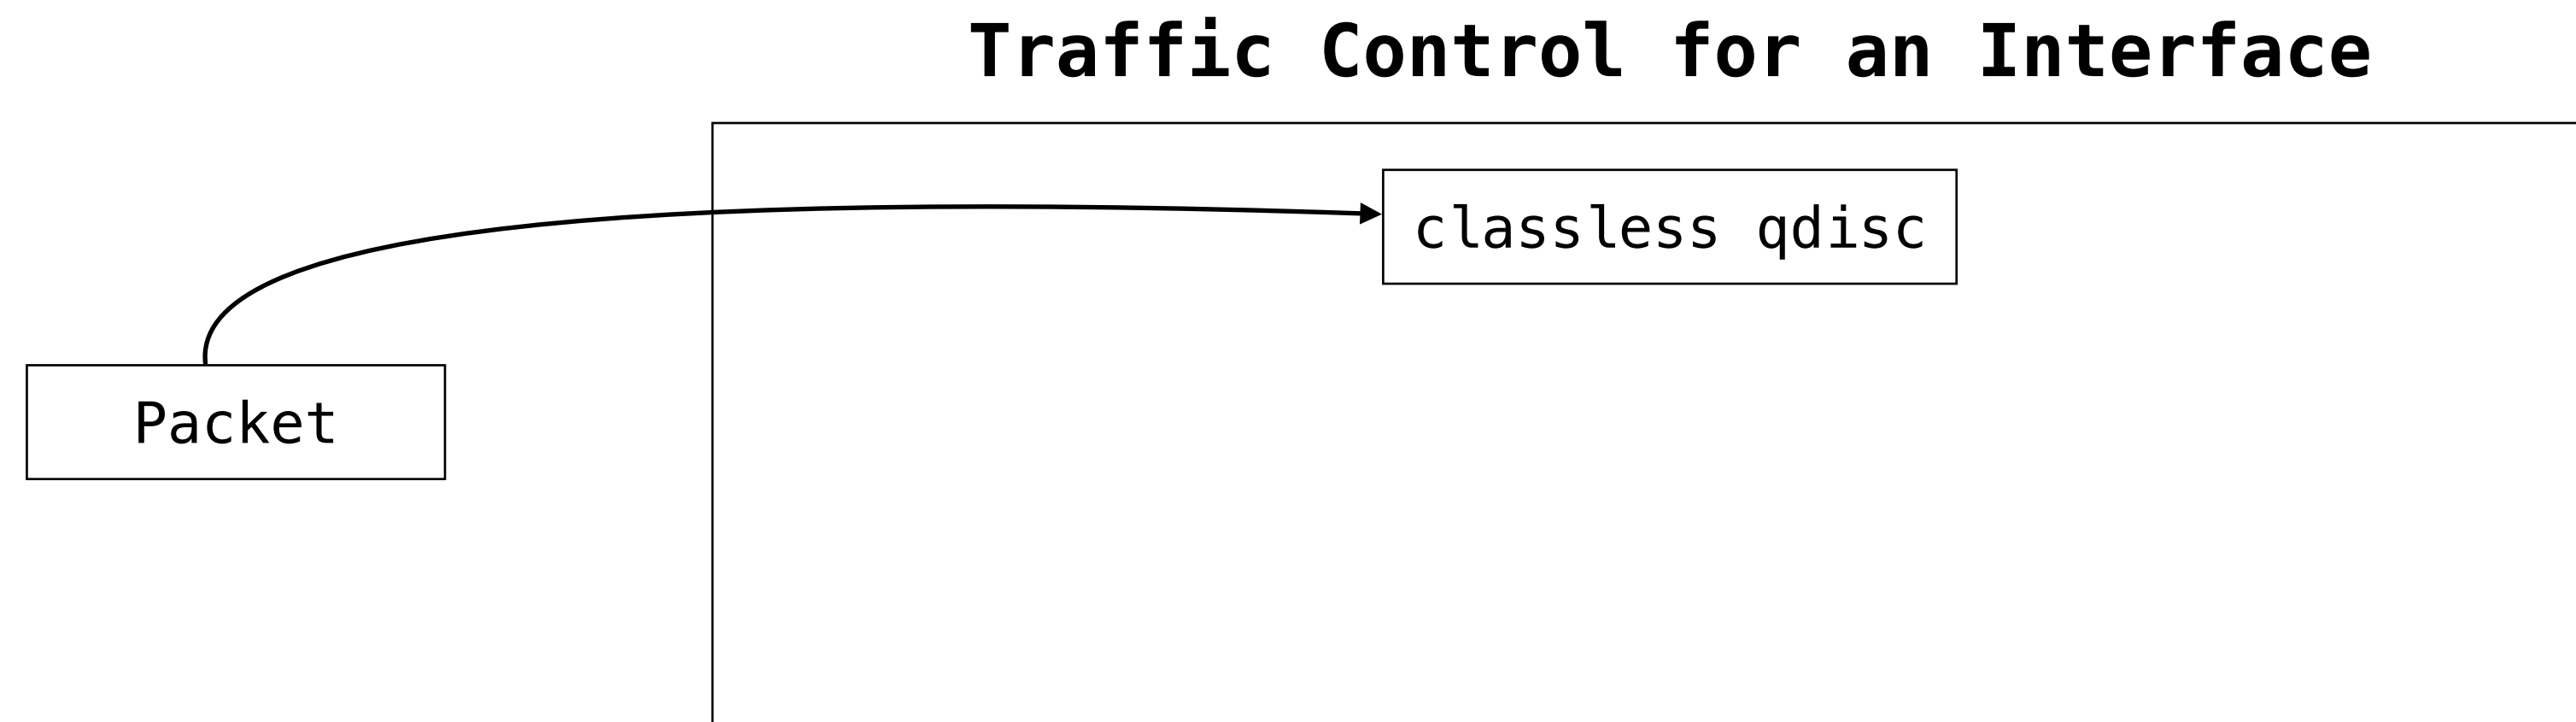 Traffic Control for an Interface
classless qdisc
Packet